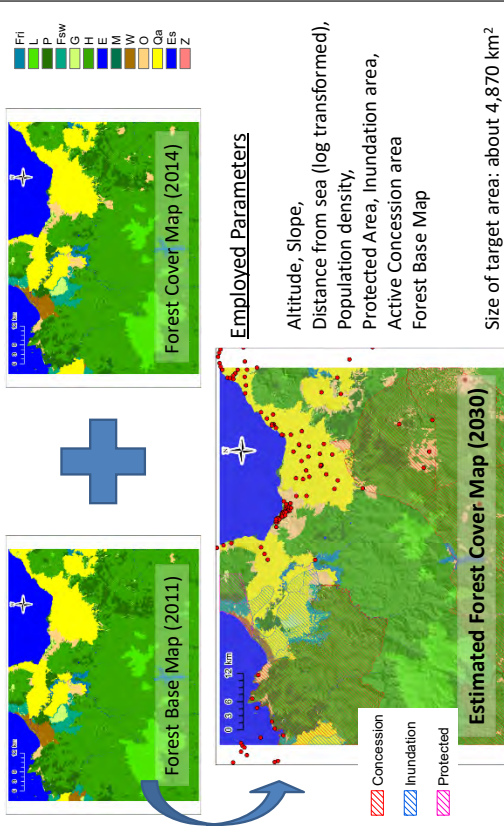 Fri
L
P
Fsw
G
H
E
M
W
O
Qa
Es
Z
Forest Base Map (2011)
Forest Cover Map (2014)
Employed Parameters
Altitude, Slope,
Distance from sea (log transformed),
Population density,
Protected Area, Inundation area,
Active Concession area
Forest Base Map
Size of target area: about 4,870 km²
0 3 6 12 km
Estimated Forest Cover Map (2030)
Concession
Inundation
Protected